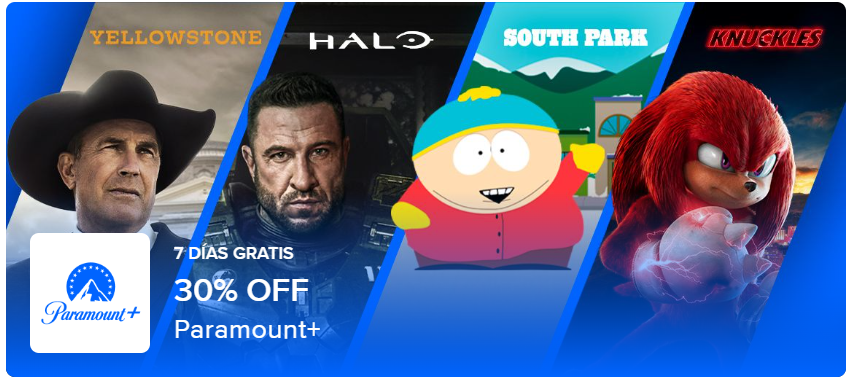 YELLOWSTONE
HALO
SOUTH PARK
KNUCKLES
7 DÍAS GRATIS
30% OFF
Paramount+
Paramount+